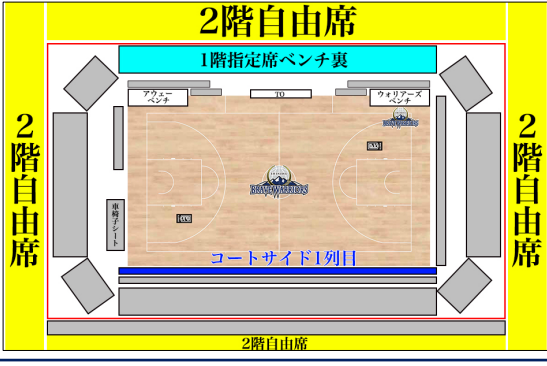 2階自由席
1階指定席ベンチ裏
アウェー
ベンチ
TO
ウォリアーズ
ベンチ
BRAVEWARRIORS
2階自由席
2階自由席
BRAVEWARRIORS
車椅子シート
コートサイド1列目
2階自由席